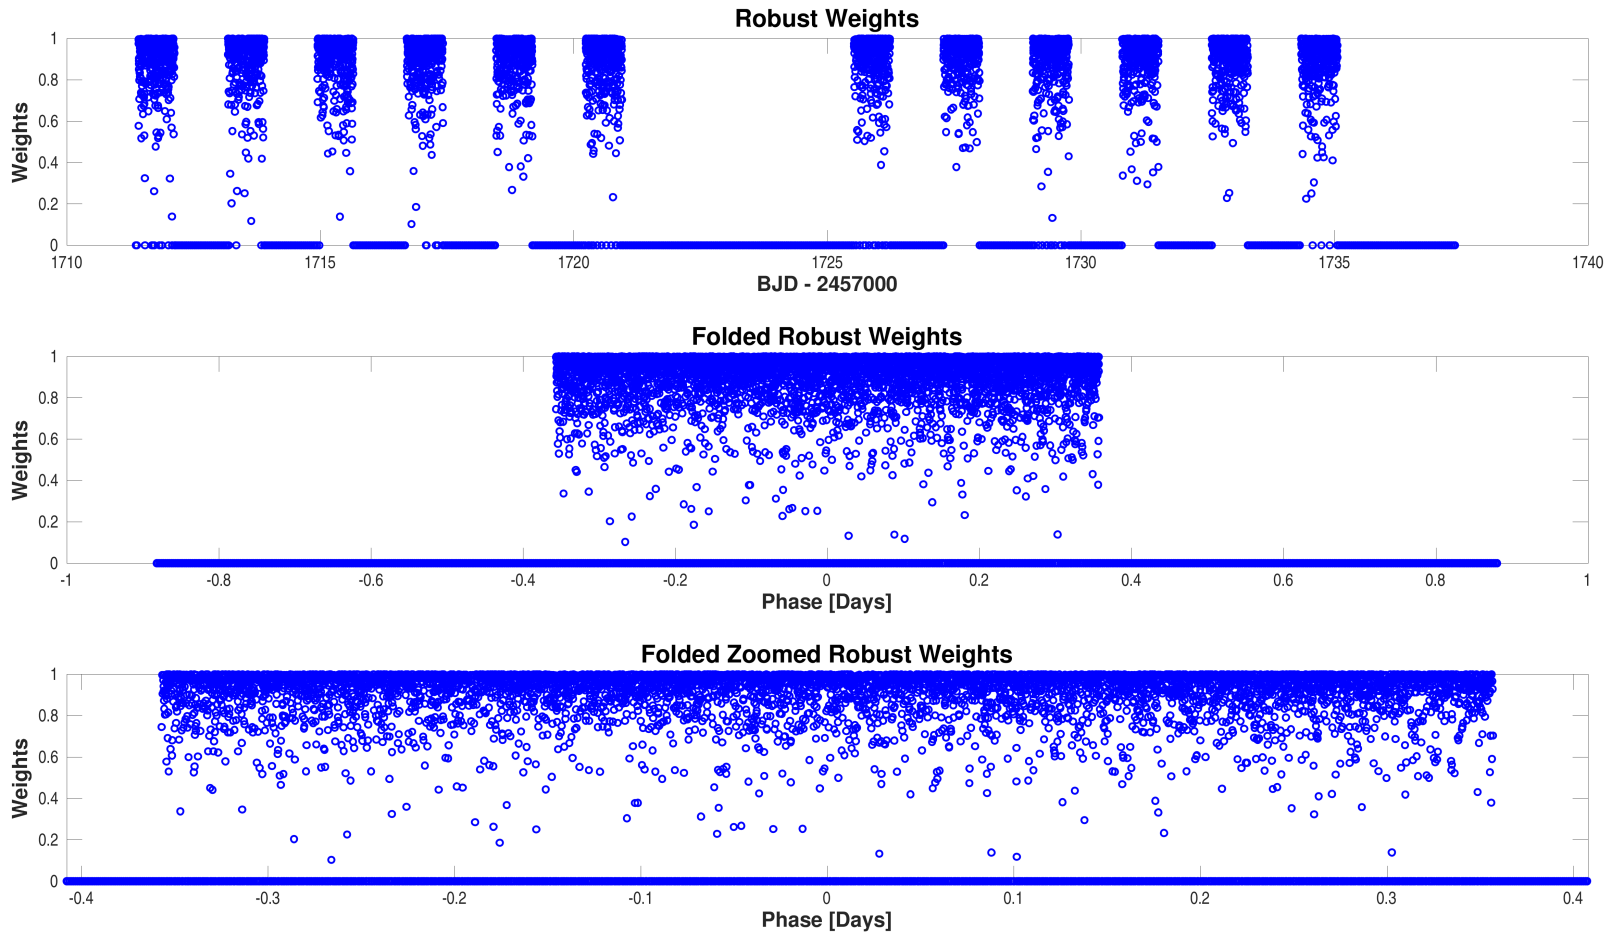 Robust Weights
1
0.8
0.6
0.4
0.2
0
Weights
1710 1715 1720 1725 1730 1735 1740
BJD - 2457000
Folded Robust Weights
1
0.8
0.6
0.4
0.2
0
Weights
-1 -0.8 -0.6 -0.4 -0.2 0 0.2 0.4 0.6 0.8 1
Phase [Days]
Folded Zoomed Robust Weights
1
0.8
0.6
0.4
0.2
0
Weights
-0.4 -0.3 -0.2 -0.1 0 0.1 0.2 0.3 0.4
Phase [Days]